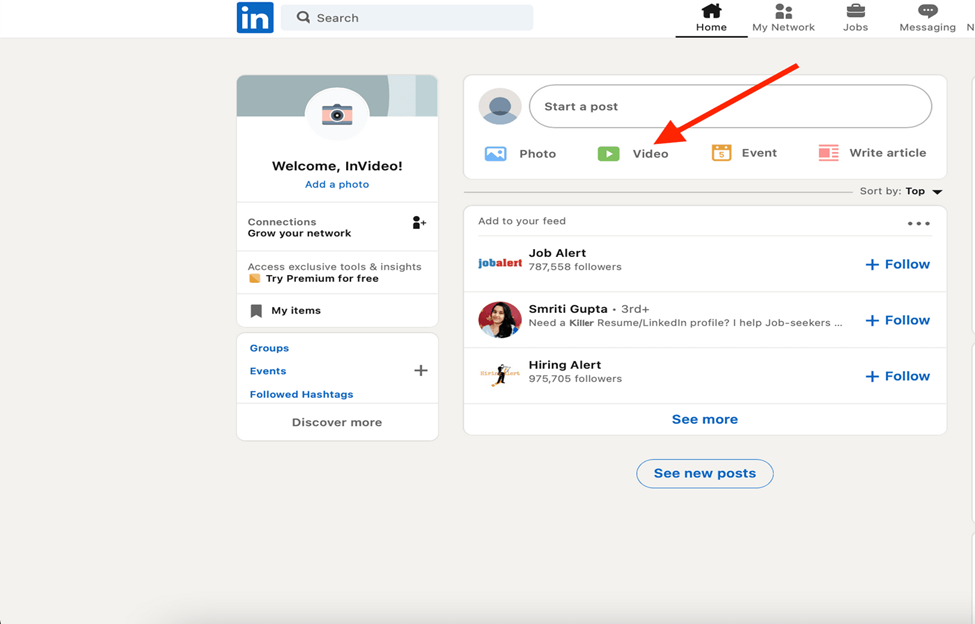 in
Search
Home
My Network
Jobs
Messaging
N
Welcome, InVideo!
Add a photo
Connections
Grow your network
Access exclusive tools & insights
Try Premium for free
My items
Groups
Events
Followed Hashtags
Discover more
Start a post
Photo
Video
5
Event
Write article
Sort by: Top
Add to your feed
jobalert
Job Alert
787,558 followers
+ Follow
Smriti Gupta • 3rd+
Need a Killer Resume/LinkedIn profile? I help Job-seekers ...
+ Follow
Hiring Alert
975,705 followers
+ Follow
See more
See new posts